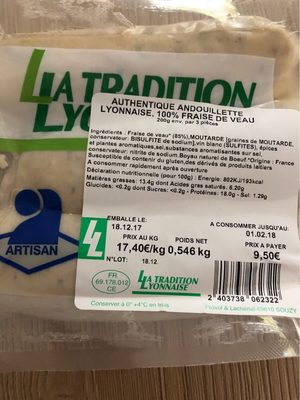 LA TRADITION
LYONNAISE
AUTHENTIQUE ANDOUILLETTE
LYONNAISE, 100% FRAISE DE VEAU
200g env. par 3 pièces
Ingrédients : Fraise de veau* (85%),MOUTARDE [graines de MOUTARDE,
conservateur: BISULFITE de sodium],vin blanc (SULFITES), épices
et plantes aromatiques,sel,substances aromatisantes sur sel,
conservateur: nitrite de sodium.Boyau naturel de Boeuf *Origine : France
Susceptible de contenir du gluten,des dérivés de produits laitiers
A consommer rapidement après ouverture
Déclaration nutritionnelle (pour 100g) : Energie: 802KJ/193kcal
Matières grasses: 13.4g dont Acides gras saturés: 6.20g
Glucides: <0.2g dont Sucres: <0.2g - Protéines: 18.0g - Sel: 1.29g
EMBALLE LE:
A CONSOMMER JUSQU'AU:
18.12.17
01.02.18
PRIX AU KG
POIDS NET
PRIX A PAYER
17,40€/kg
0,546 kg
9,50€
N°LOT:
18.12.
FR
69.178.012
CE
LA TRADITION
LYONNAISE
Conserver à 0° +4°C en filets
2 403738 062322
69610
ARTISAN